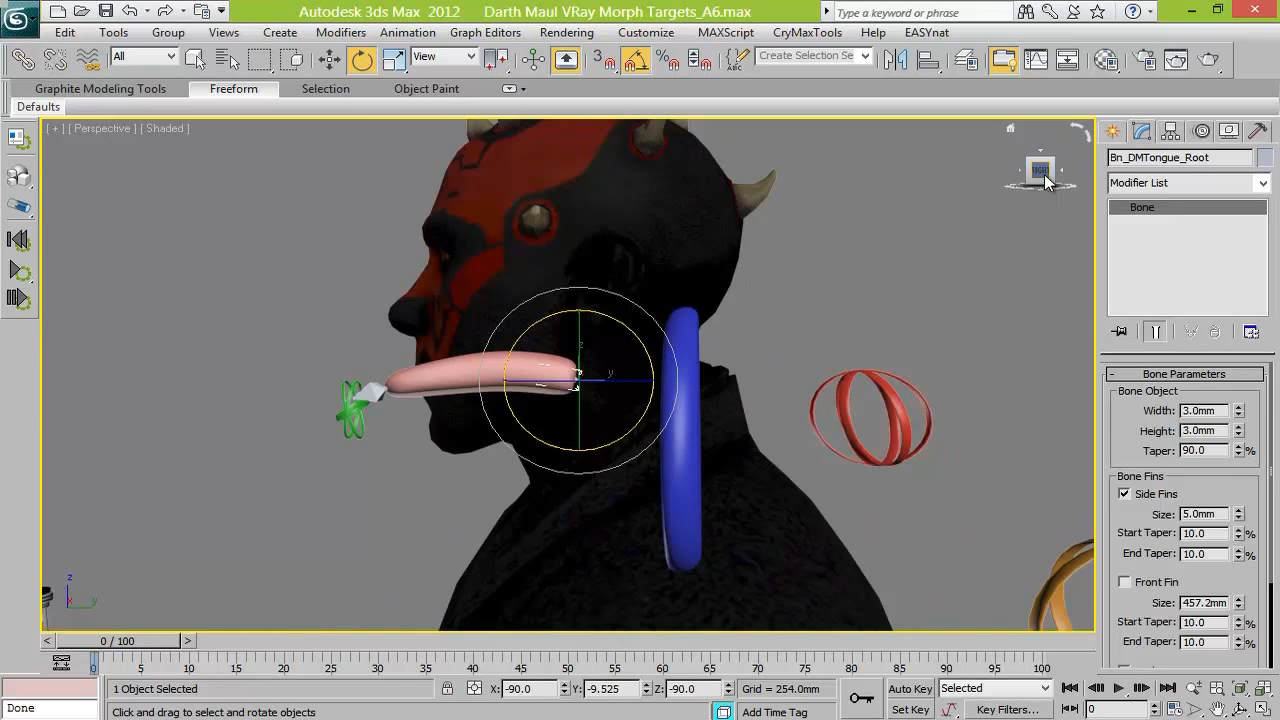 Autodesk 3ds Max 2012 Darth Maul VRay Morph Targets_A6.max
Type a keyword or phrase
Edit Tools Group Views Create Modifiers Animation Graph Editors Rendering Customize MAXScript CryMaxTools Help EASYnat
All View 3 Create Selection Se
Graphite Modeling Tools Freeform Selection Object Paint
Defaults
[ + ] [ Perspective ] [ Shaded ]
Bn_DMTongue_Root
Modifier List
Bone
z
y
- Bone Parameters
Bone Object
Width: 3.0mm
Height: 3.0mm
Taper: 90.0 %
Bone Fins
Side Fins
Size: 5.0mm
Start Taper: 10.0 %
End Taper: 10.0 %
Front Fin
Size: 457.2mm
Start Taper: 10.0 %
End Taper: 10.0 %
z
x y
< 0 / 100 >
0 5 10 15 20 25 30 35 40 45 50 55 60 65 70 75 80 85 90 95 100
1 Object Selected X: -90.0 Y: -9.525 Z: -90.0 Grid = 254.0mm Auto Key Selected
Done Click and drag to select and rotate objects Add Time Tag Set Key Key Filters... 0